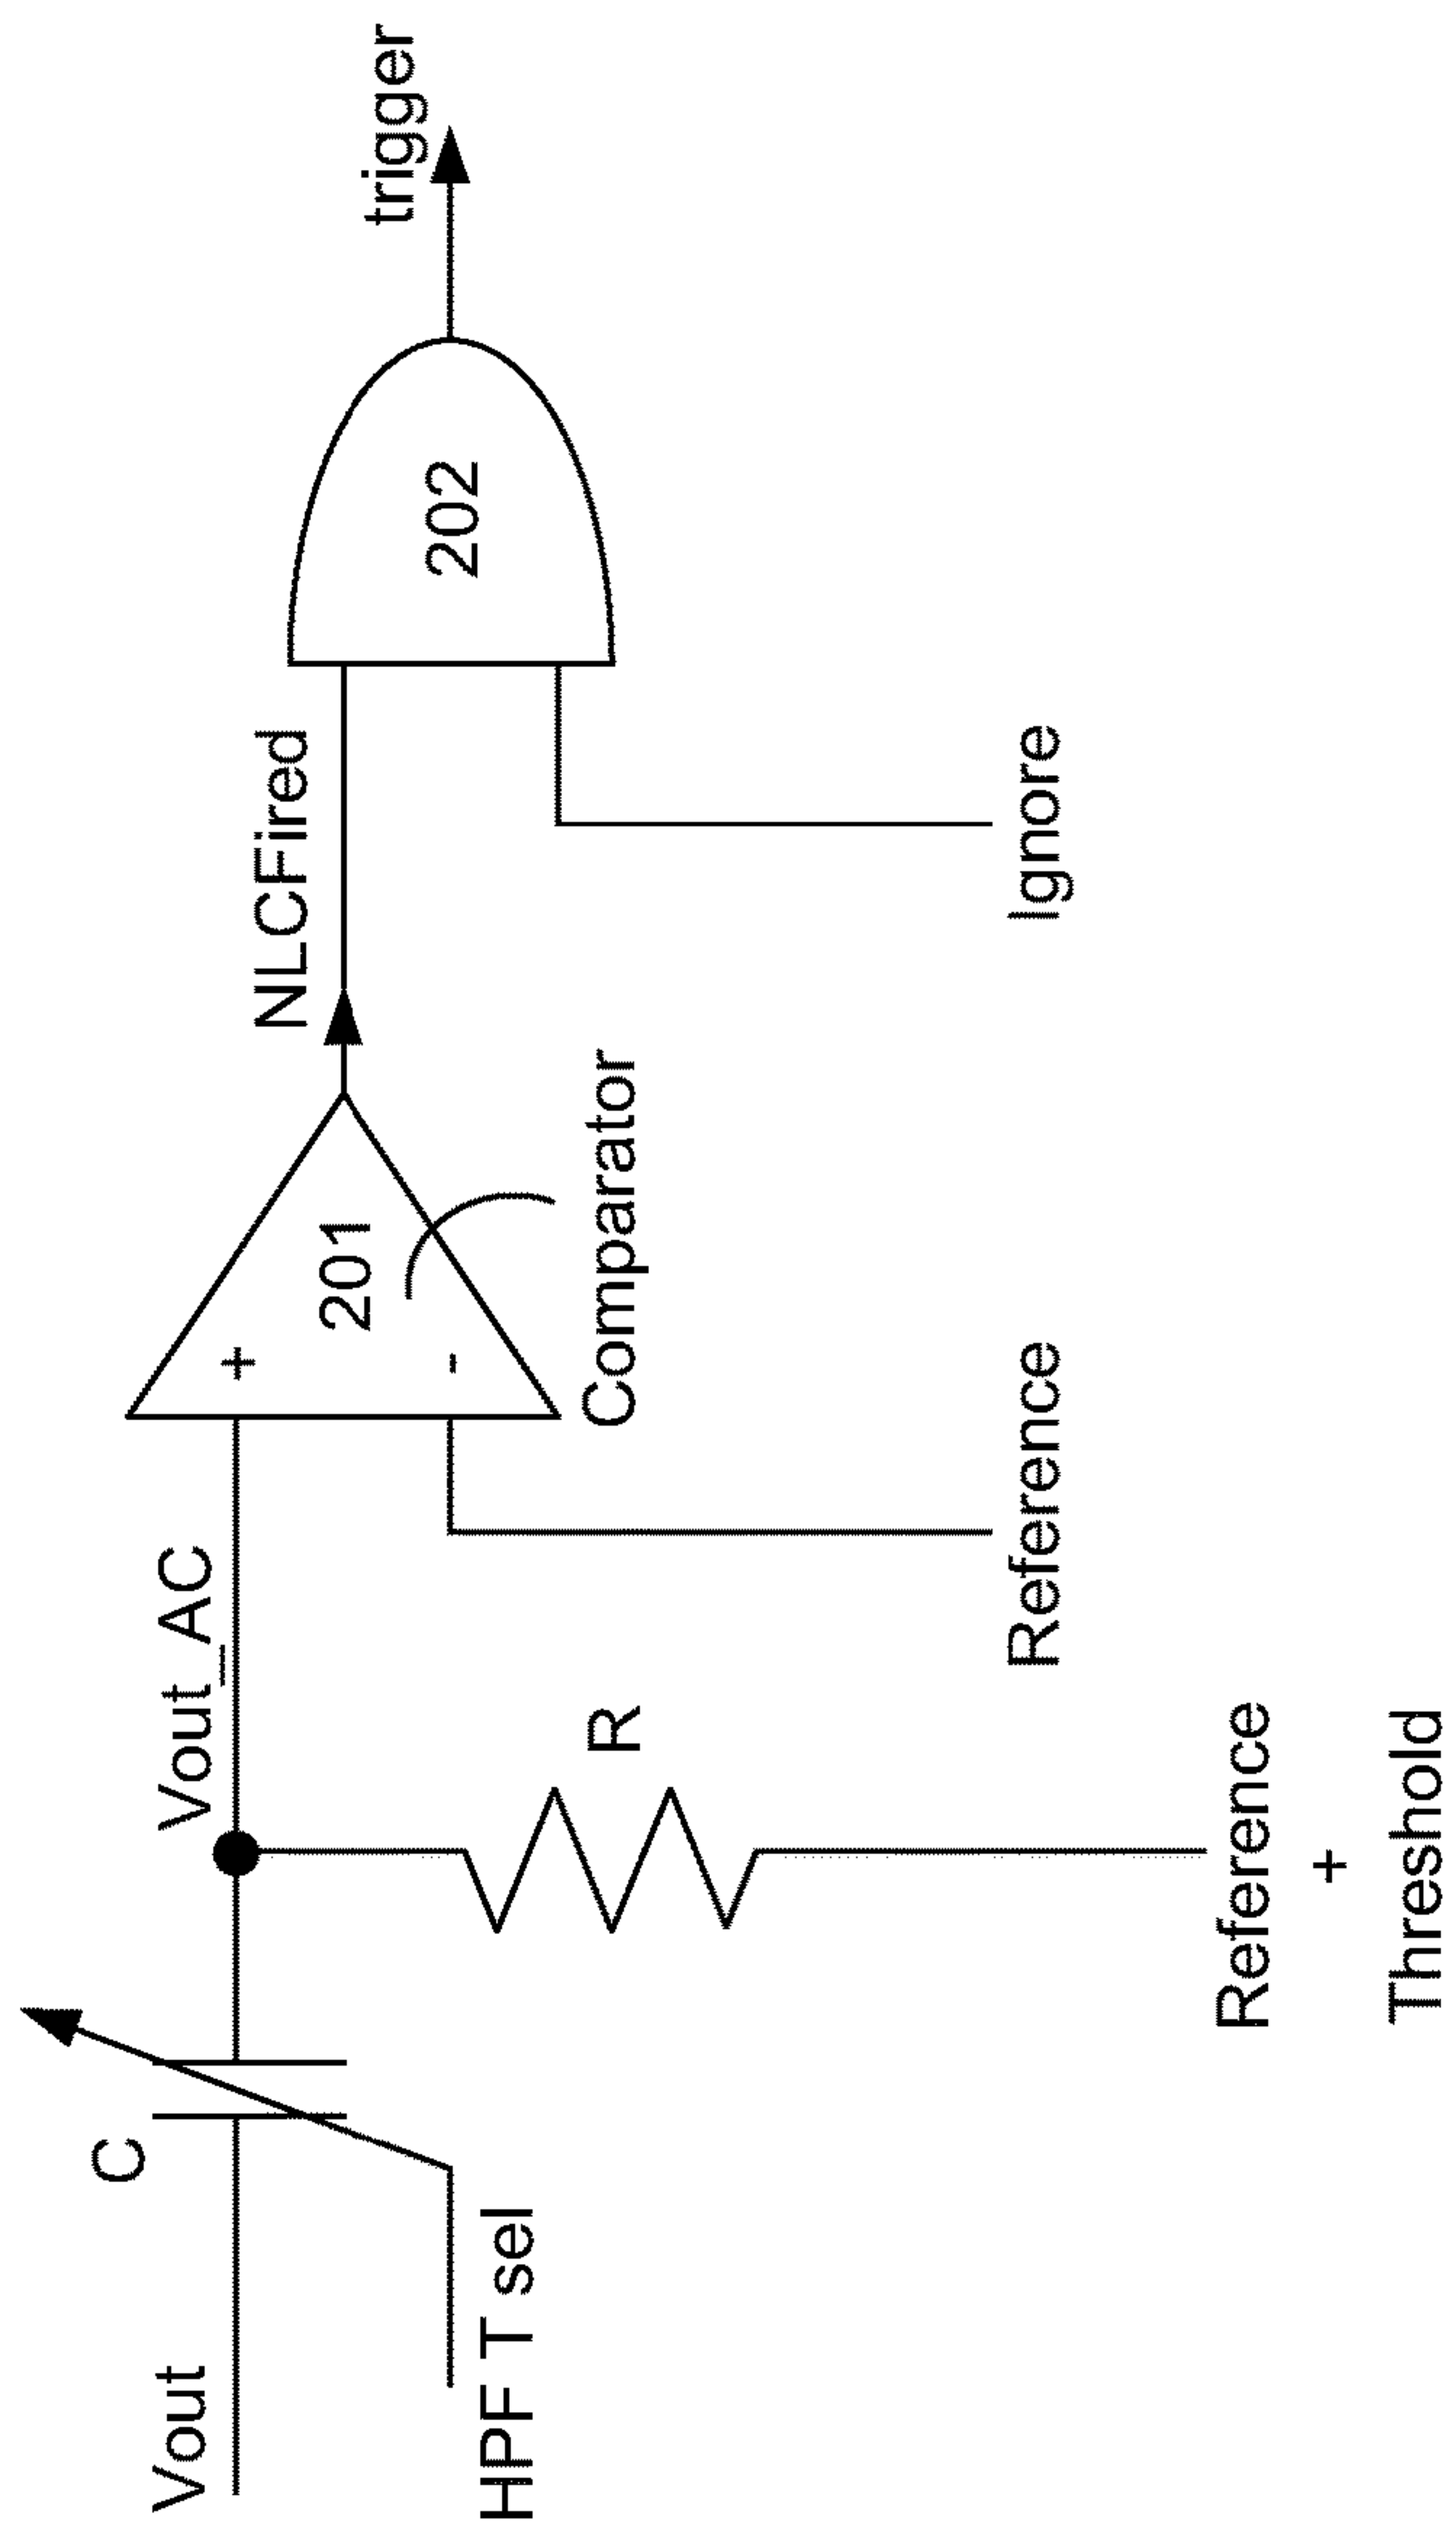 Vout
C
HPF T sel
Vout_AC
R
Reference
+
Threshold
+
-
201
Comparator
Reference
NLCFired
Ignore
202
trigger